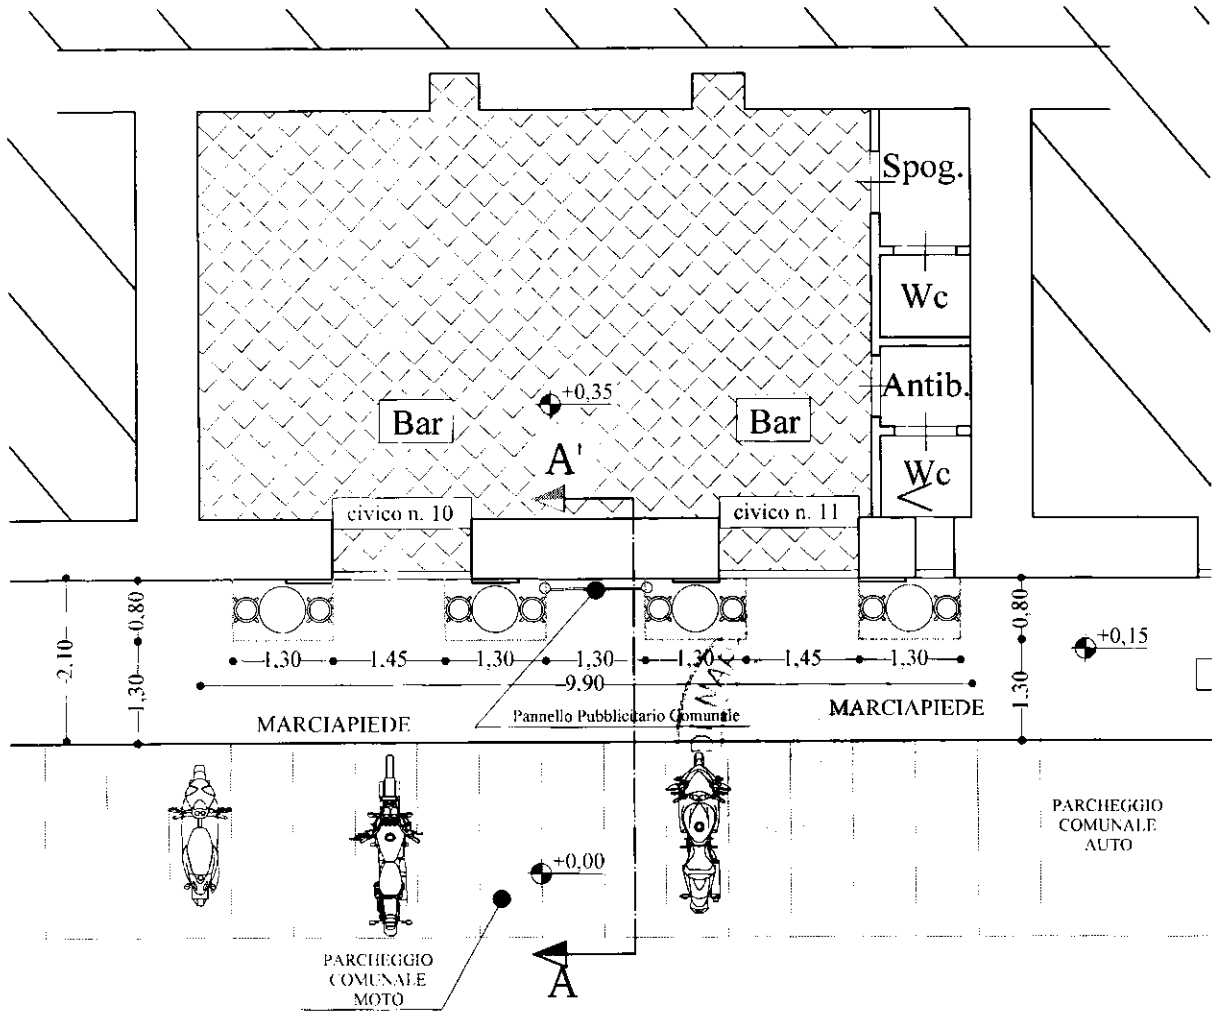 Spog.
Wc
+0,35
Antib.
Bar
Bar
A'
Wc
civico n. 10
civico n. 11
0,80
0,80
2,10
+0,15
1,30
1,45
1,30
1,30
1,30
1,45
1,30
9,90
1,30
1,30
MARCIAPIEDE
Pannello Pubblicitario Comunale
MARCIAPIEDE
PARCHEGGIO
COMUNALE
AUTO
+0,00
PARCHEGGIO
COMUNALE
MOTO
A